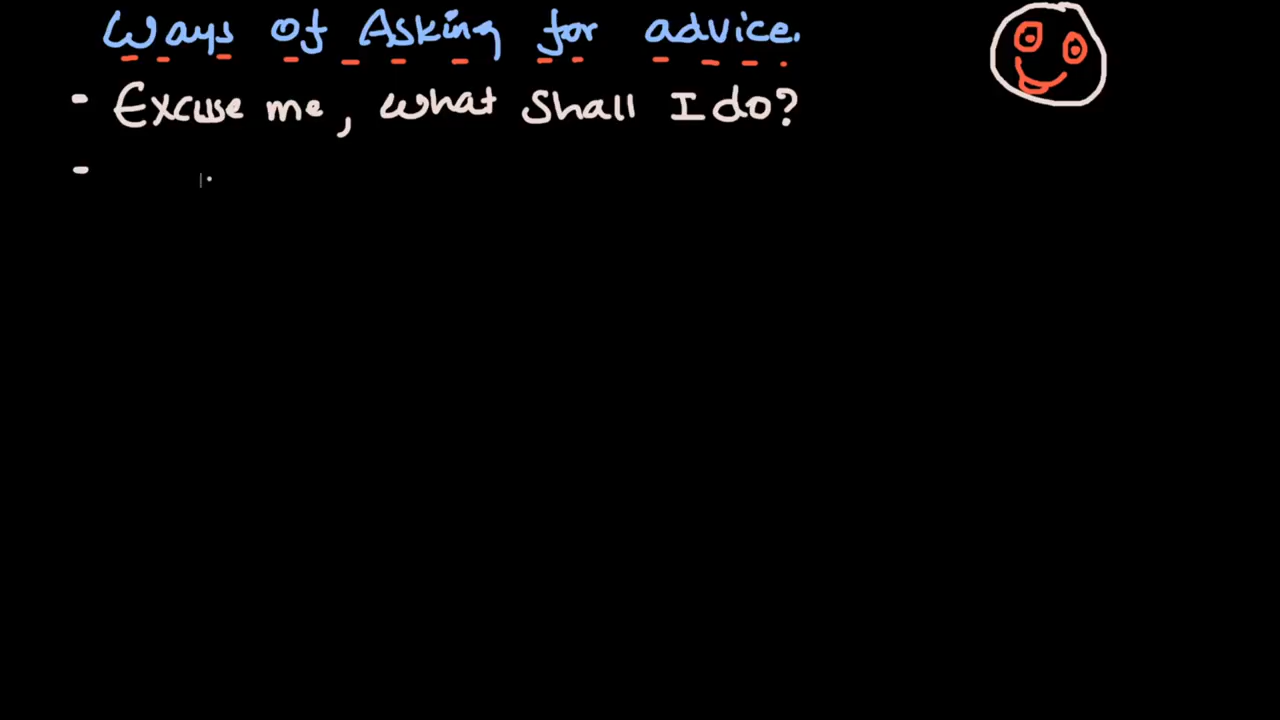 Ways of Asking for advice.
- Excuse me, what shall I do?
-